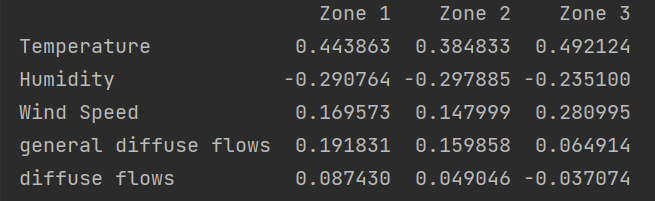 Zone 1 Zone 2 Zone 3
Temperature 0.443863 0.384833 0.492124
Humidity -0.290764 -0.297885 -0.235100
Wind Speed 0.169573 0.147999 0.280995
general diffuse flows 0.191831 0.159858 0.064914
diffuse flows 0.087430 0.049046 -0.037074